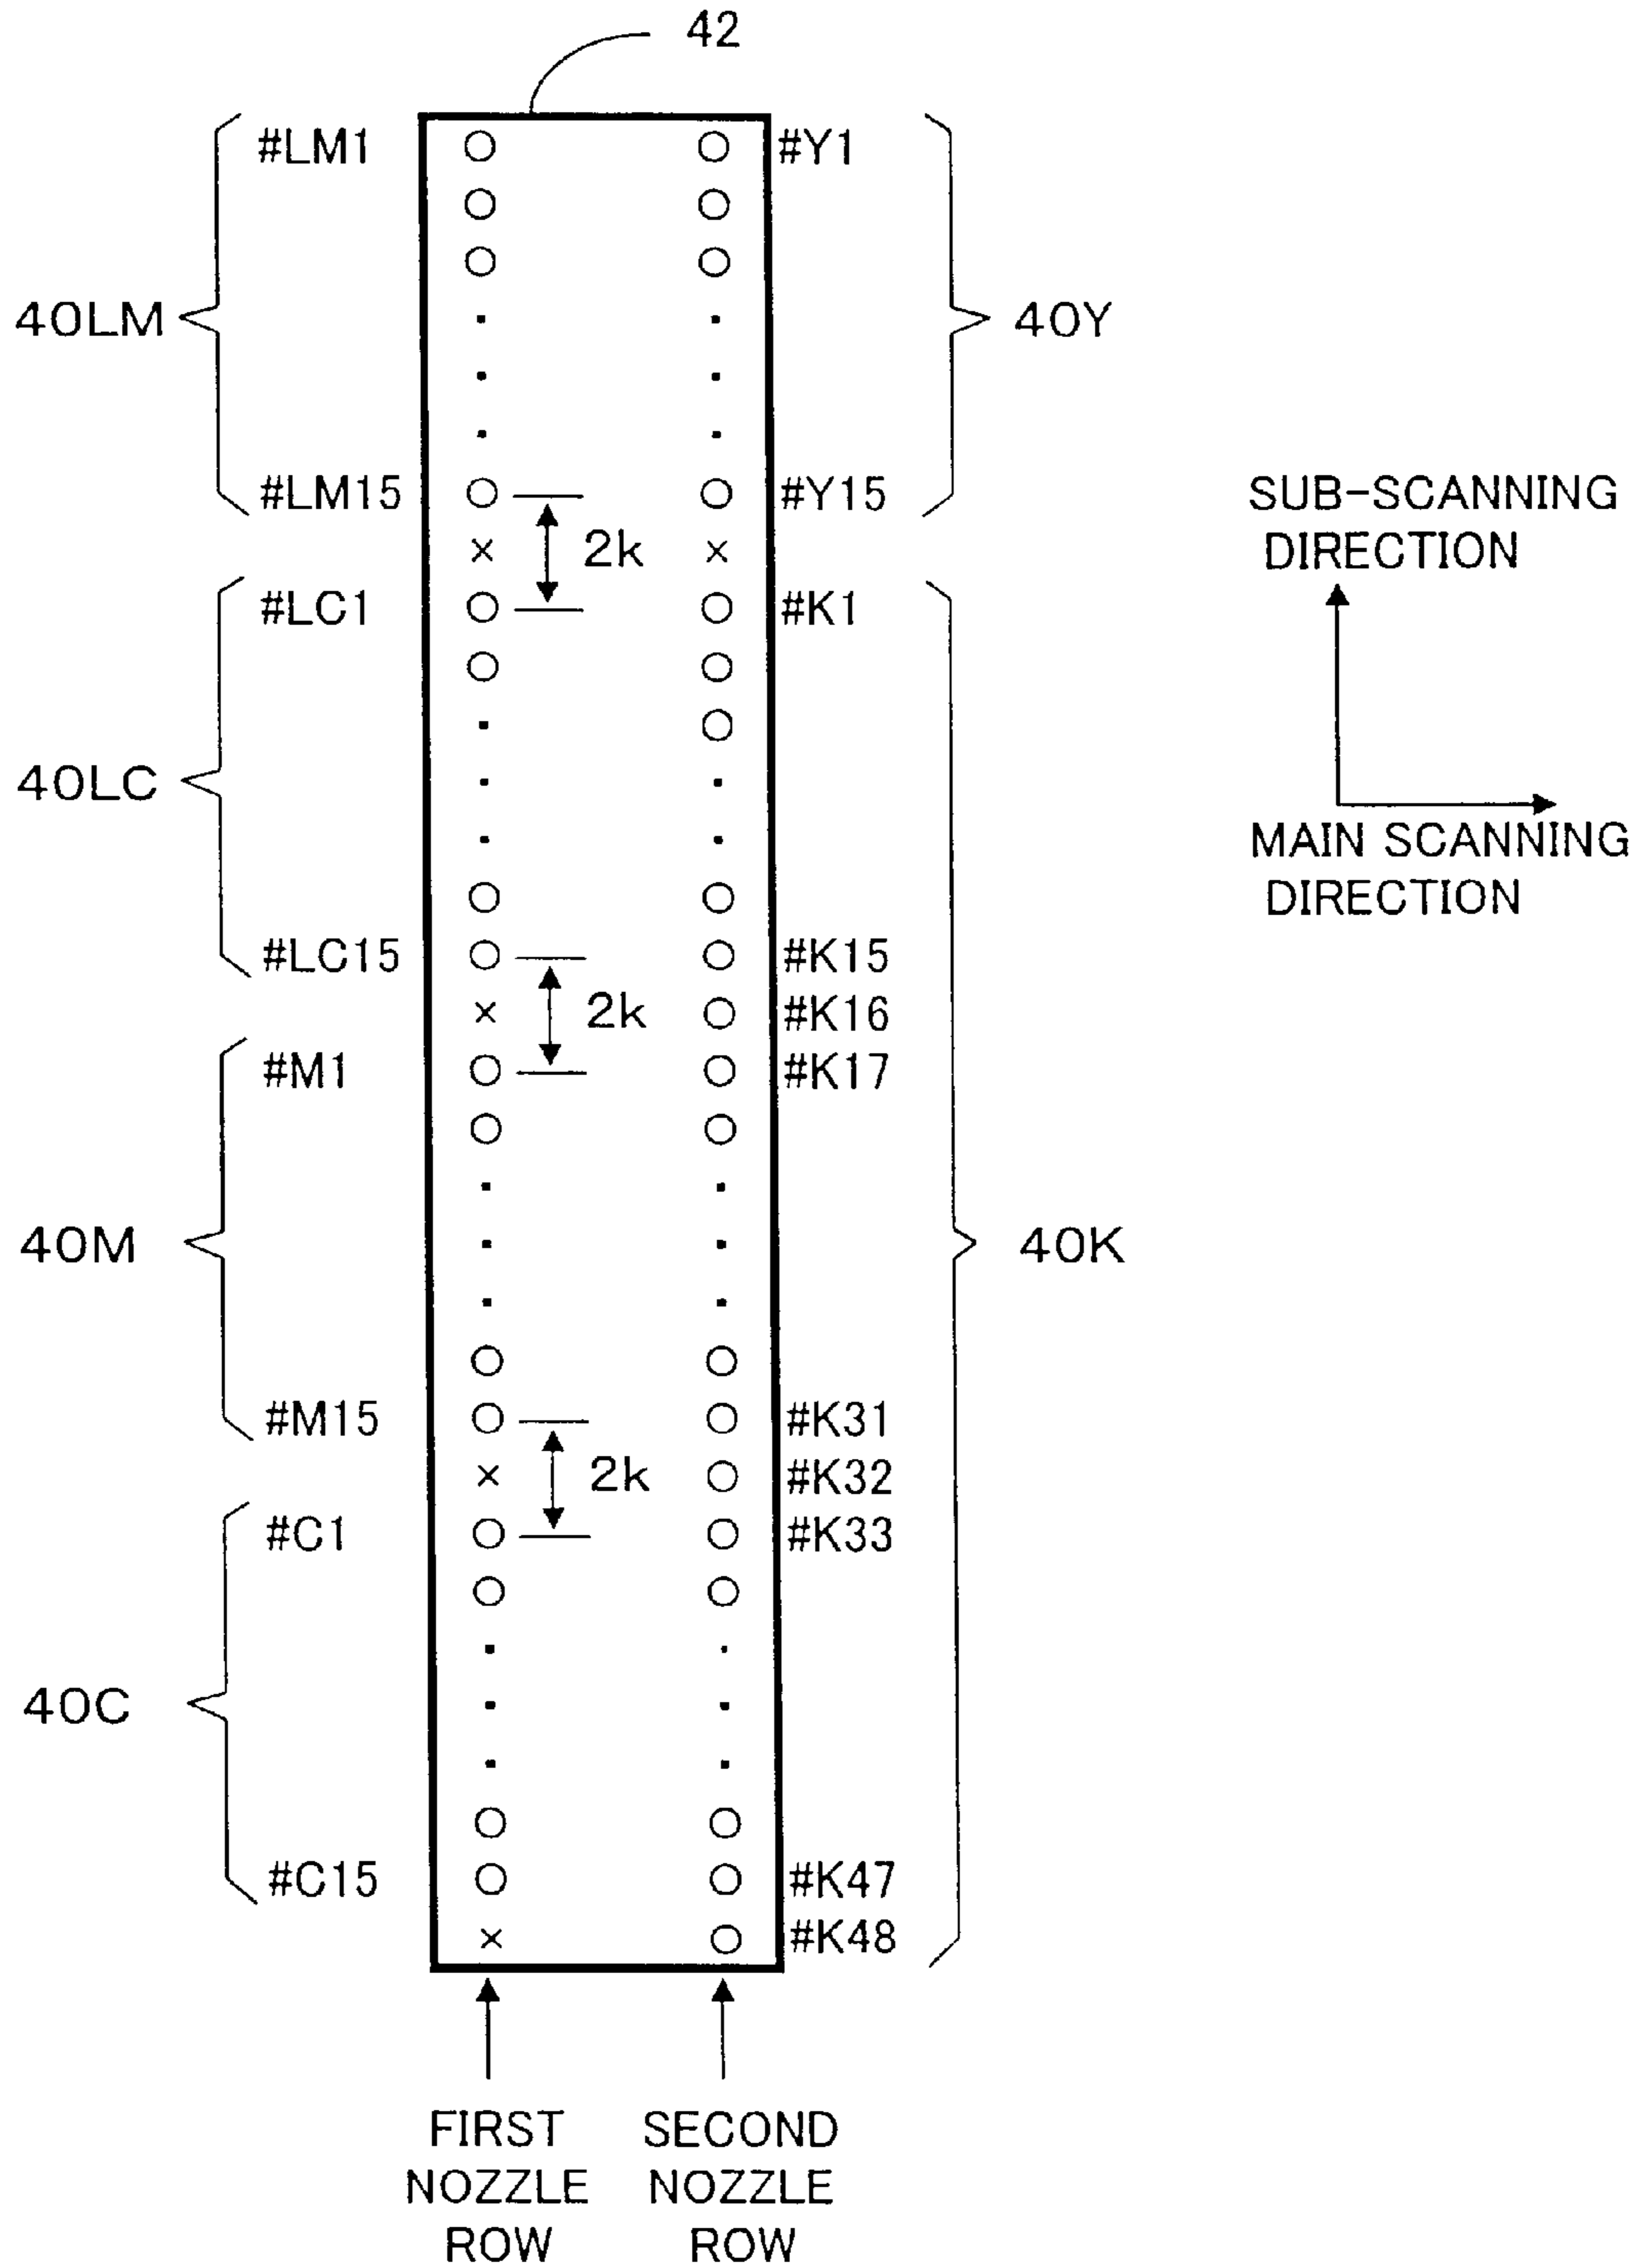 42
#LM1 #Y1
40LM 40Y
#LM15 #Y15
SUB-SCANNING
DIRECTION
× 2k ×
#LC1 #K1
40LC
MAIN SCANNING
DIRECTION
#LC15 #K15
× 2k #K16
#M1 #K17
40M 40K
#M15 #K31
× 2k #K32
#C1 #K33
40C
#C15 #K47
× #K48
FIRST
NOZZLE
ROW
SECOND
NOZZLE
ROW